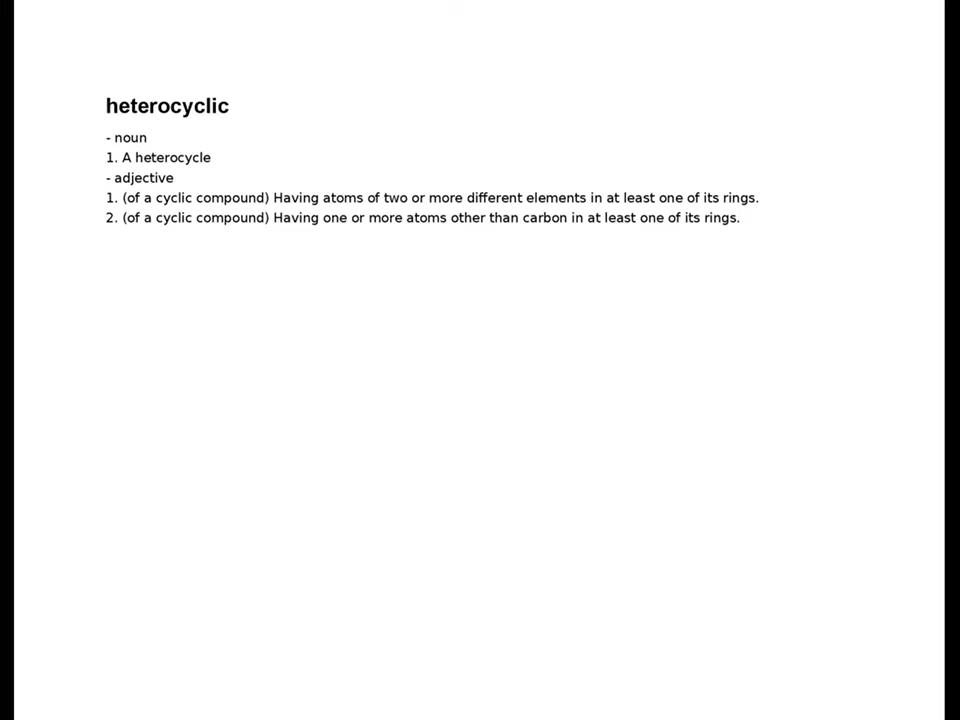 heterocyclic
- noun
1. A heterocycle
- adjective
1. (of a cyclic compound) Having atoms of two or more different elements in at least one of its rings.
2. (of a cyclic compound) Having one or more atoms other than carbon in at least one of its rings.